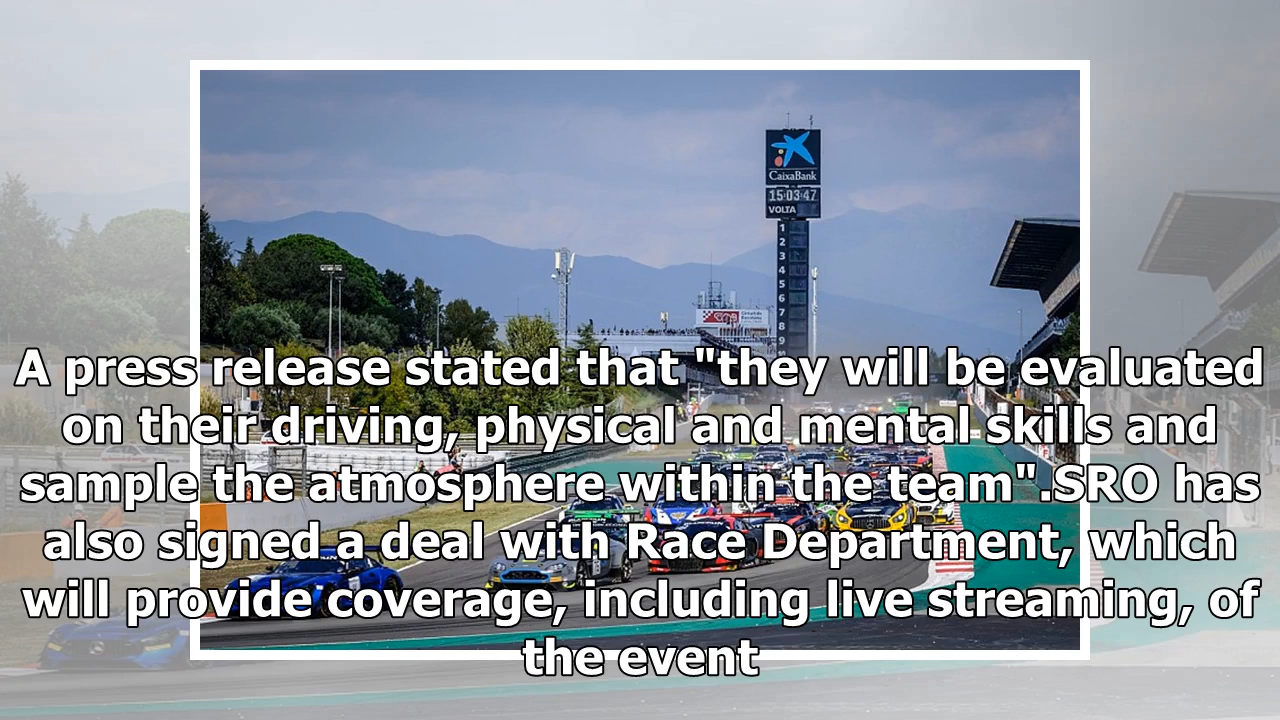 CaixaBank
15:03:47
VOLTA
1
2
3
4
5
6
7
8
9
A press release stated that "they will be evaluated
on their driving, physical and mental skills and
sample the atmosphere within the team".SRO has
also signed a deal with Race Department, which
will provide coverage, including live streaming, of
the event